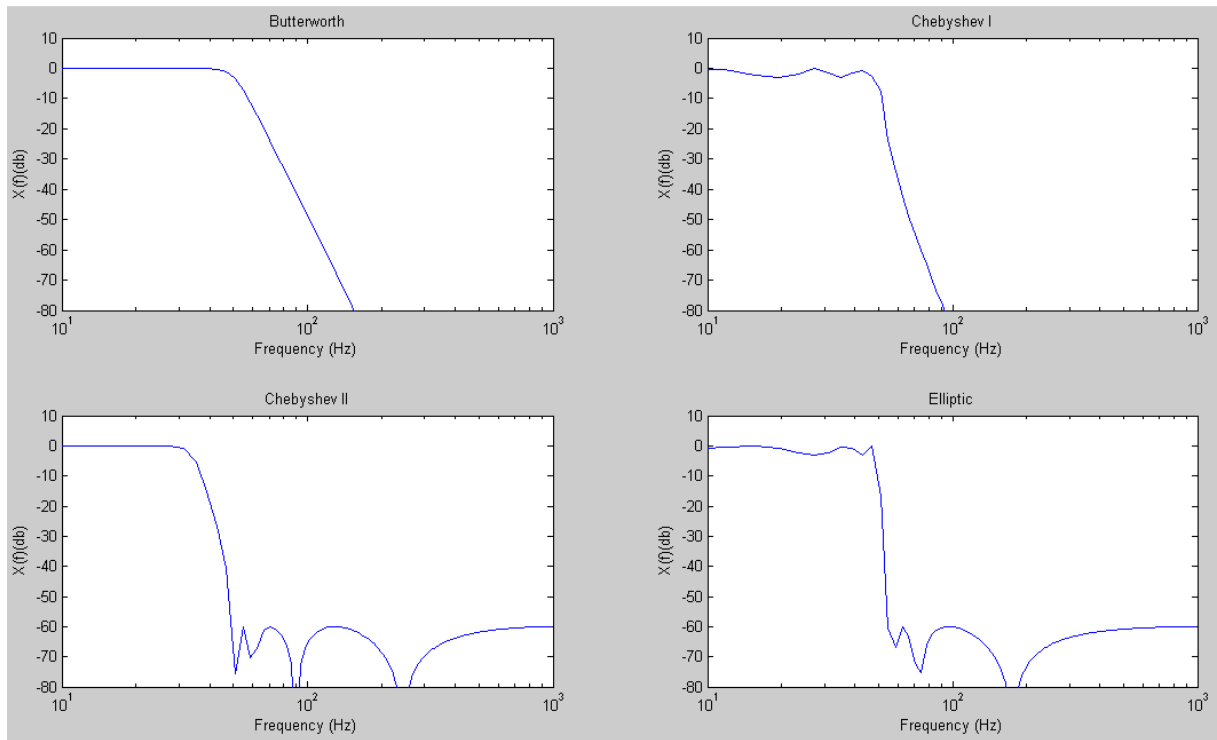 Butterworth
10
0
-10
-20
-30
-40
-50
-60
-70
-80
X(f)(db)
10^1 10^2 10^3
Frequency (Hz)
Chebyshev I
10
0
-10
-20
-30
-40
-50
-60
-70
-80
X(f)(db)
10^1 10^2 10^3
Frequency (Hz)
Chebyshev II
10
0
-10
-20
-30
-40
-50
-60
-70
-80
X(f)(db)
10^1 10^2 10^3
Frequency (Hz)
Elliptic
10
0
-10
-20
-30
-40
-50
-60
-70
-80
X(f)(db)
10^1 10^2 10^3
Frequency (Hz)